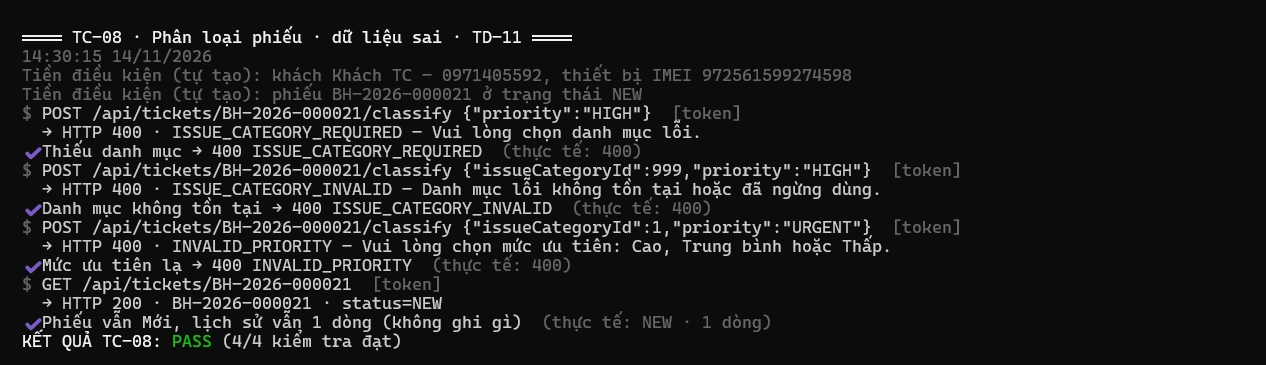 ════ TC-08 · Phân loại phiếu · dữ liệu sai · TD-11 ════
14:30:15 14/11/2026
Tiền điều kiện (tự tạo): khách Khách TC — 0971405592, thiết bị IMEI 972561599274598
Tiền điều kiện (tự tạo): phiếu BH-2026-000021 ở trạng thái NEW
$ POST /api/tickets/BH-2026-000021/classify {"priority":"HIGH"}  [token]
→ HTTP 400 · ISSUE_CATEGORY_REQUIRED — Vui lòng chọn danh mục lỗi.
✔Thiếu danh mục → 400 ISSUE_CATEGORY_REQUIRED  (thực tế: 400)
$ POST /api/tickets/BH-2026-000021/classify {"issueCategoryId":999,"priority":"HIGH"}  [token]
→ HTTP 400 · ISSUE_CATEGORY_INVALID — Danh mục lỗi không tồn tại hoặc đã ngừng dùng.
✔Danh mục không tồn tại → 400 ISSUE_CATEGORY_INVALID  (thực tế: 400)
$ POST /api/tickets/BH-2026-000021/classify {"issueCategoryId":1,"priority":"URGENT"}  [token]
→ HTTP 400 · INVALID_PRIORITY — Vui lòng chọn mức ưu tiên: Cao, Trung bình hoặc Thấp.
✔Mức ưu tiên lạ → 400 INVALID_PRIORITY  (thực tế: 400)
$ GET /api/tickets/BH-2026-000021  [token]
→ HTTP 200 · BH-2026-000021 · status=NEW
✔Phiếu vẫn Mới, lịch sử vẫn 1 dòng (không ghi gì)  (thực tế: NEW · 1 dòng)
KẾT QUẢ TC-08: PASS (4/4 kiểm tra đạt)